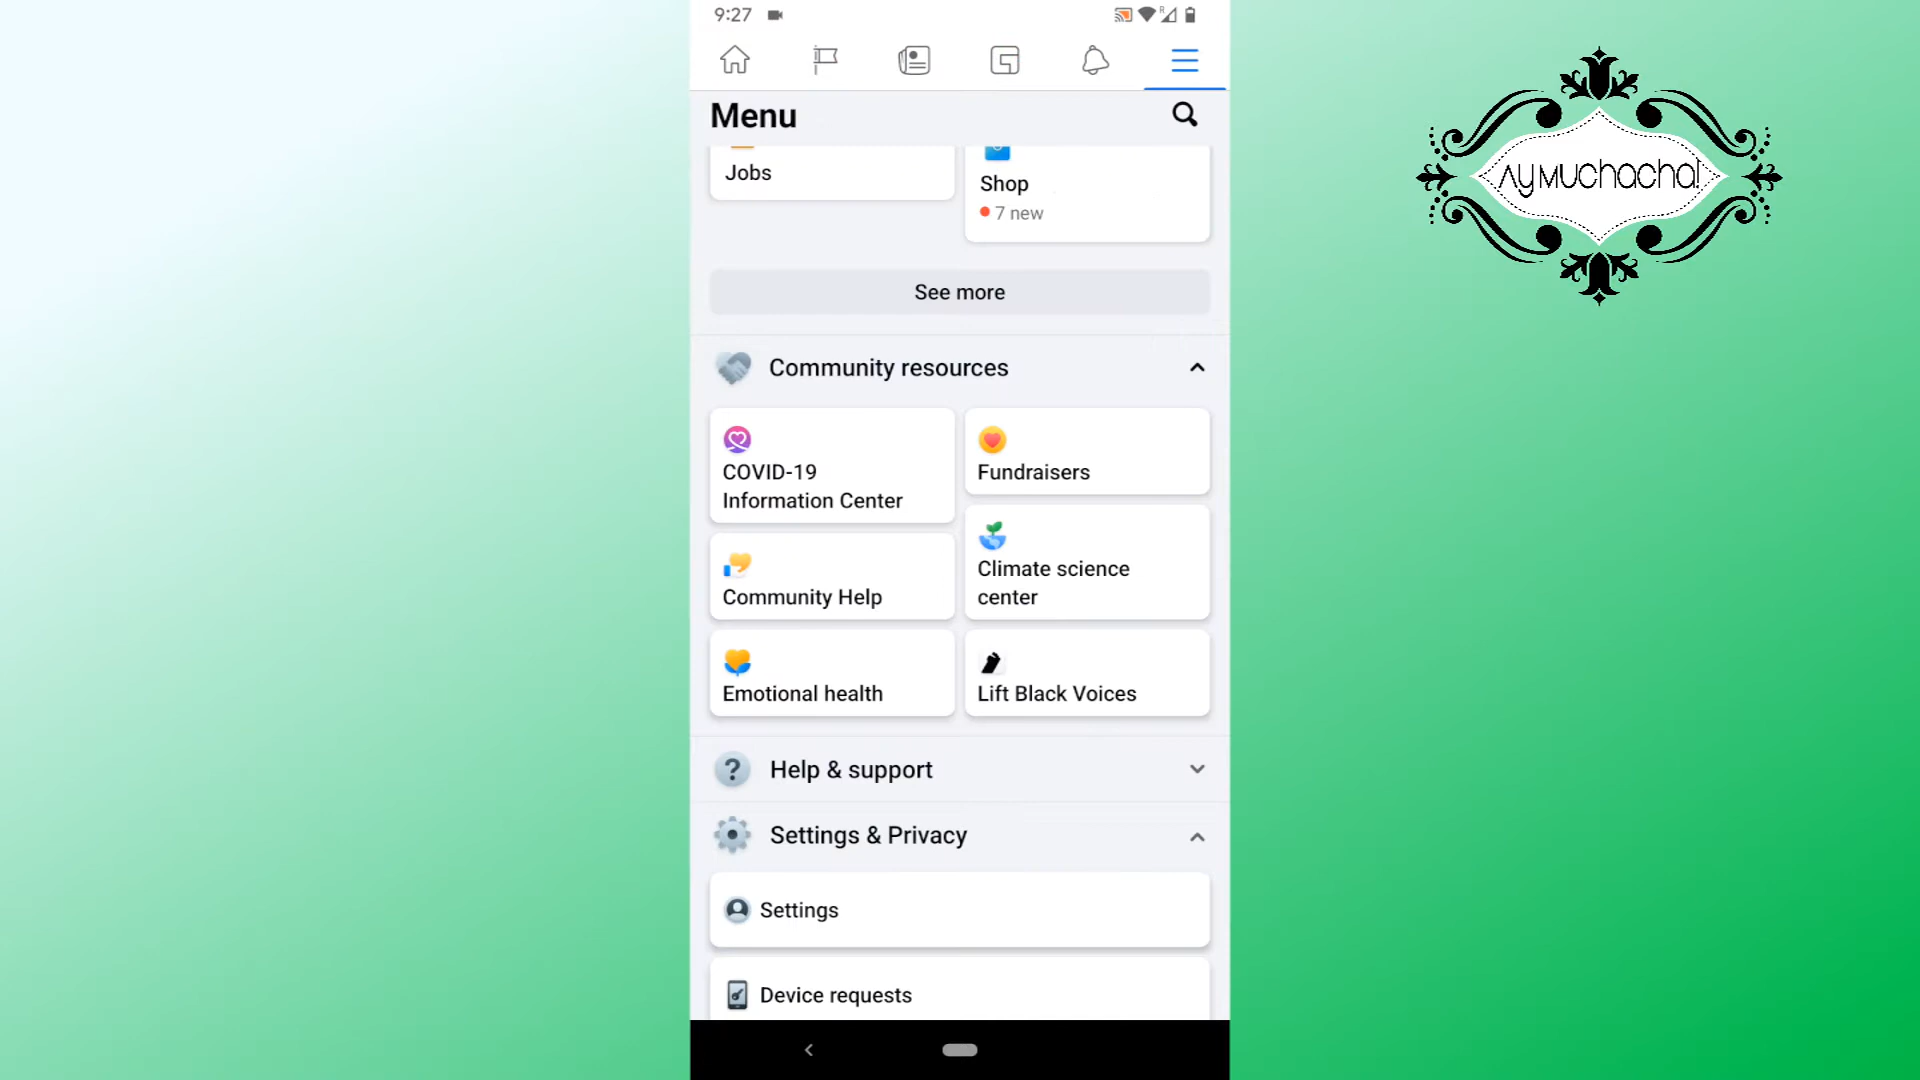 9:27
R
Menu
Jobs
Shop
7 new
See more
Community resources
COVID-19
Information Center
Fundraisers
Climate science
center
Community Help
Emotional health
Lift Black Voices
Help & support
Settings & Privacy
Settings
Device requests
AyMuchacha!